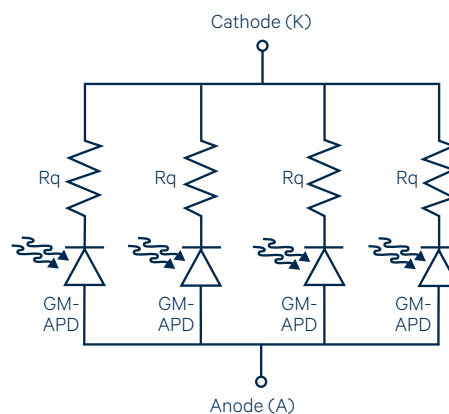 Cathode (K)
Rq
Rq
Rq
Rq
GM-
APD
GM-
APD
GM-
APD
GM-
APD
Anode (A)